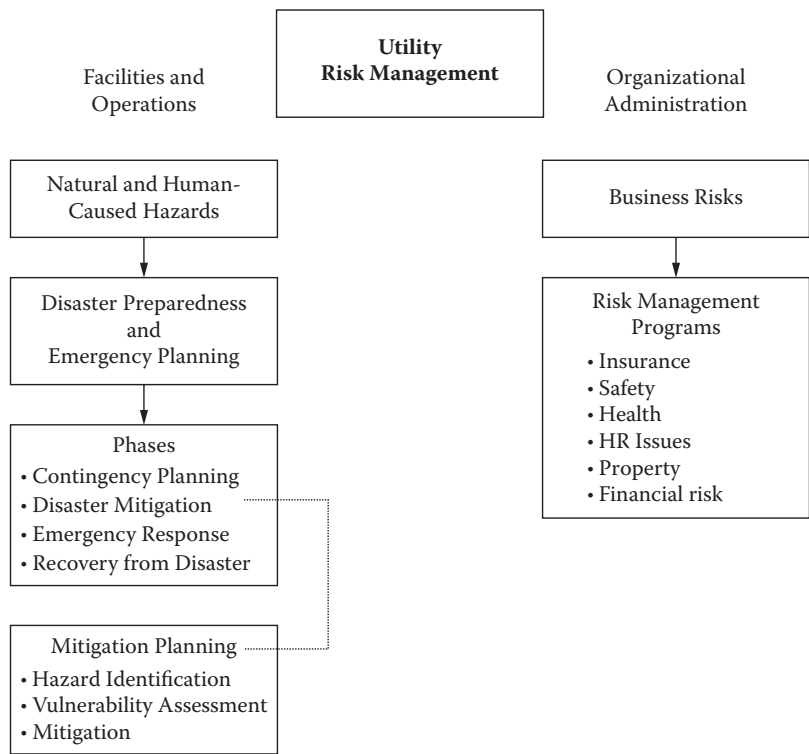 Utility
Risk Management
Facilities and
Operations
Organizational
Administration
Natural and Human-
Caused Hazards
Disaster Preparedness
and
Emergency Planning
Phases
• Contingency Planning
• Disaster Mitigation
• Emergency Response
• Recovery from Disaster
Mitigation Planning
• Hazard Identification
• Vulnerability Assessment
• Mitigation
Business Risks
Risk Management
Programs
• Insurance
• Safety
• Health
• HR Issues
• Property
• Financial risk